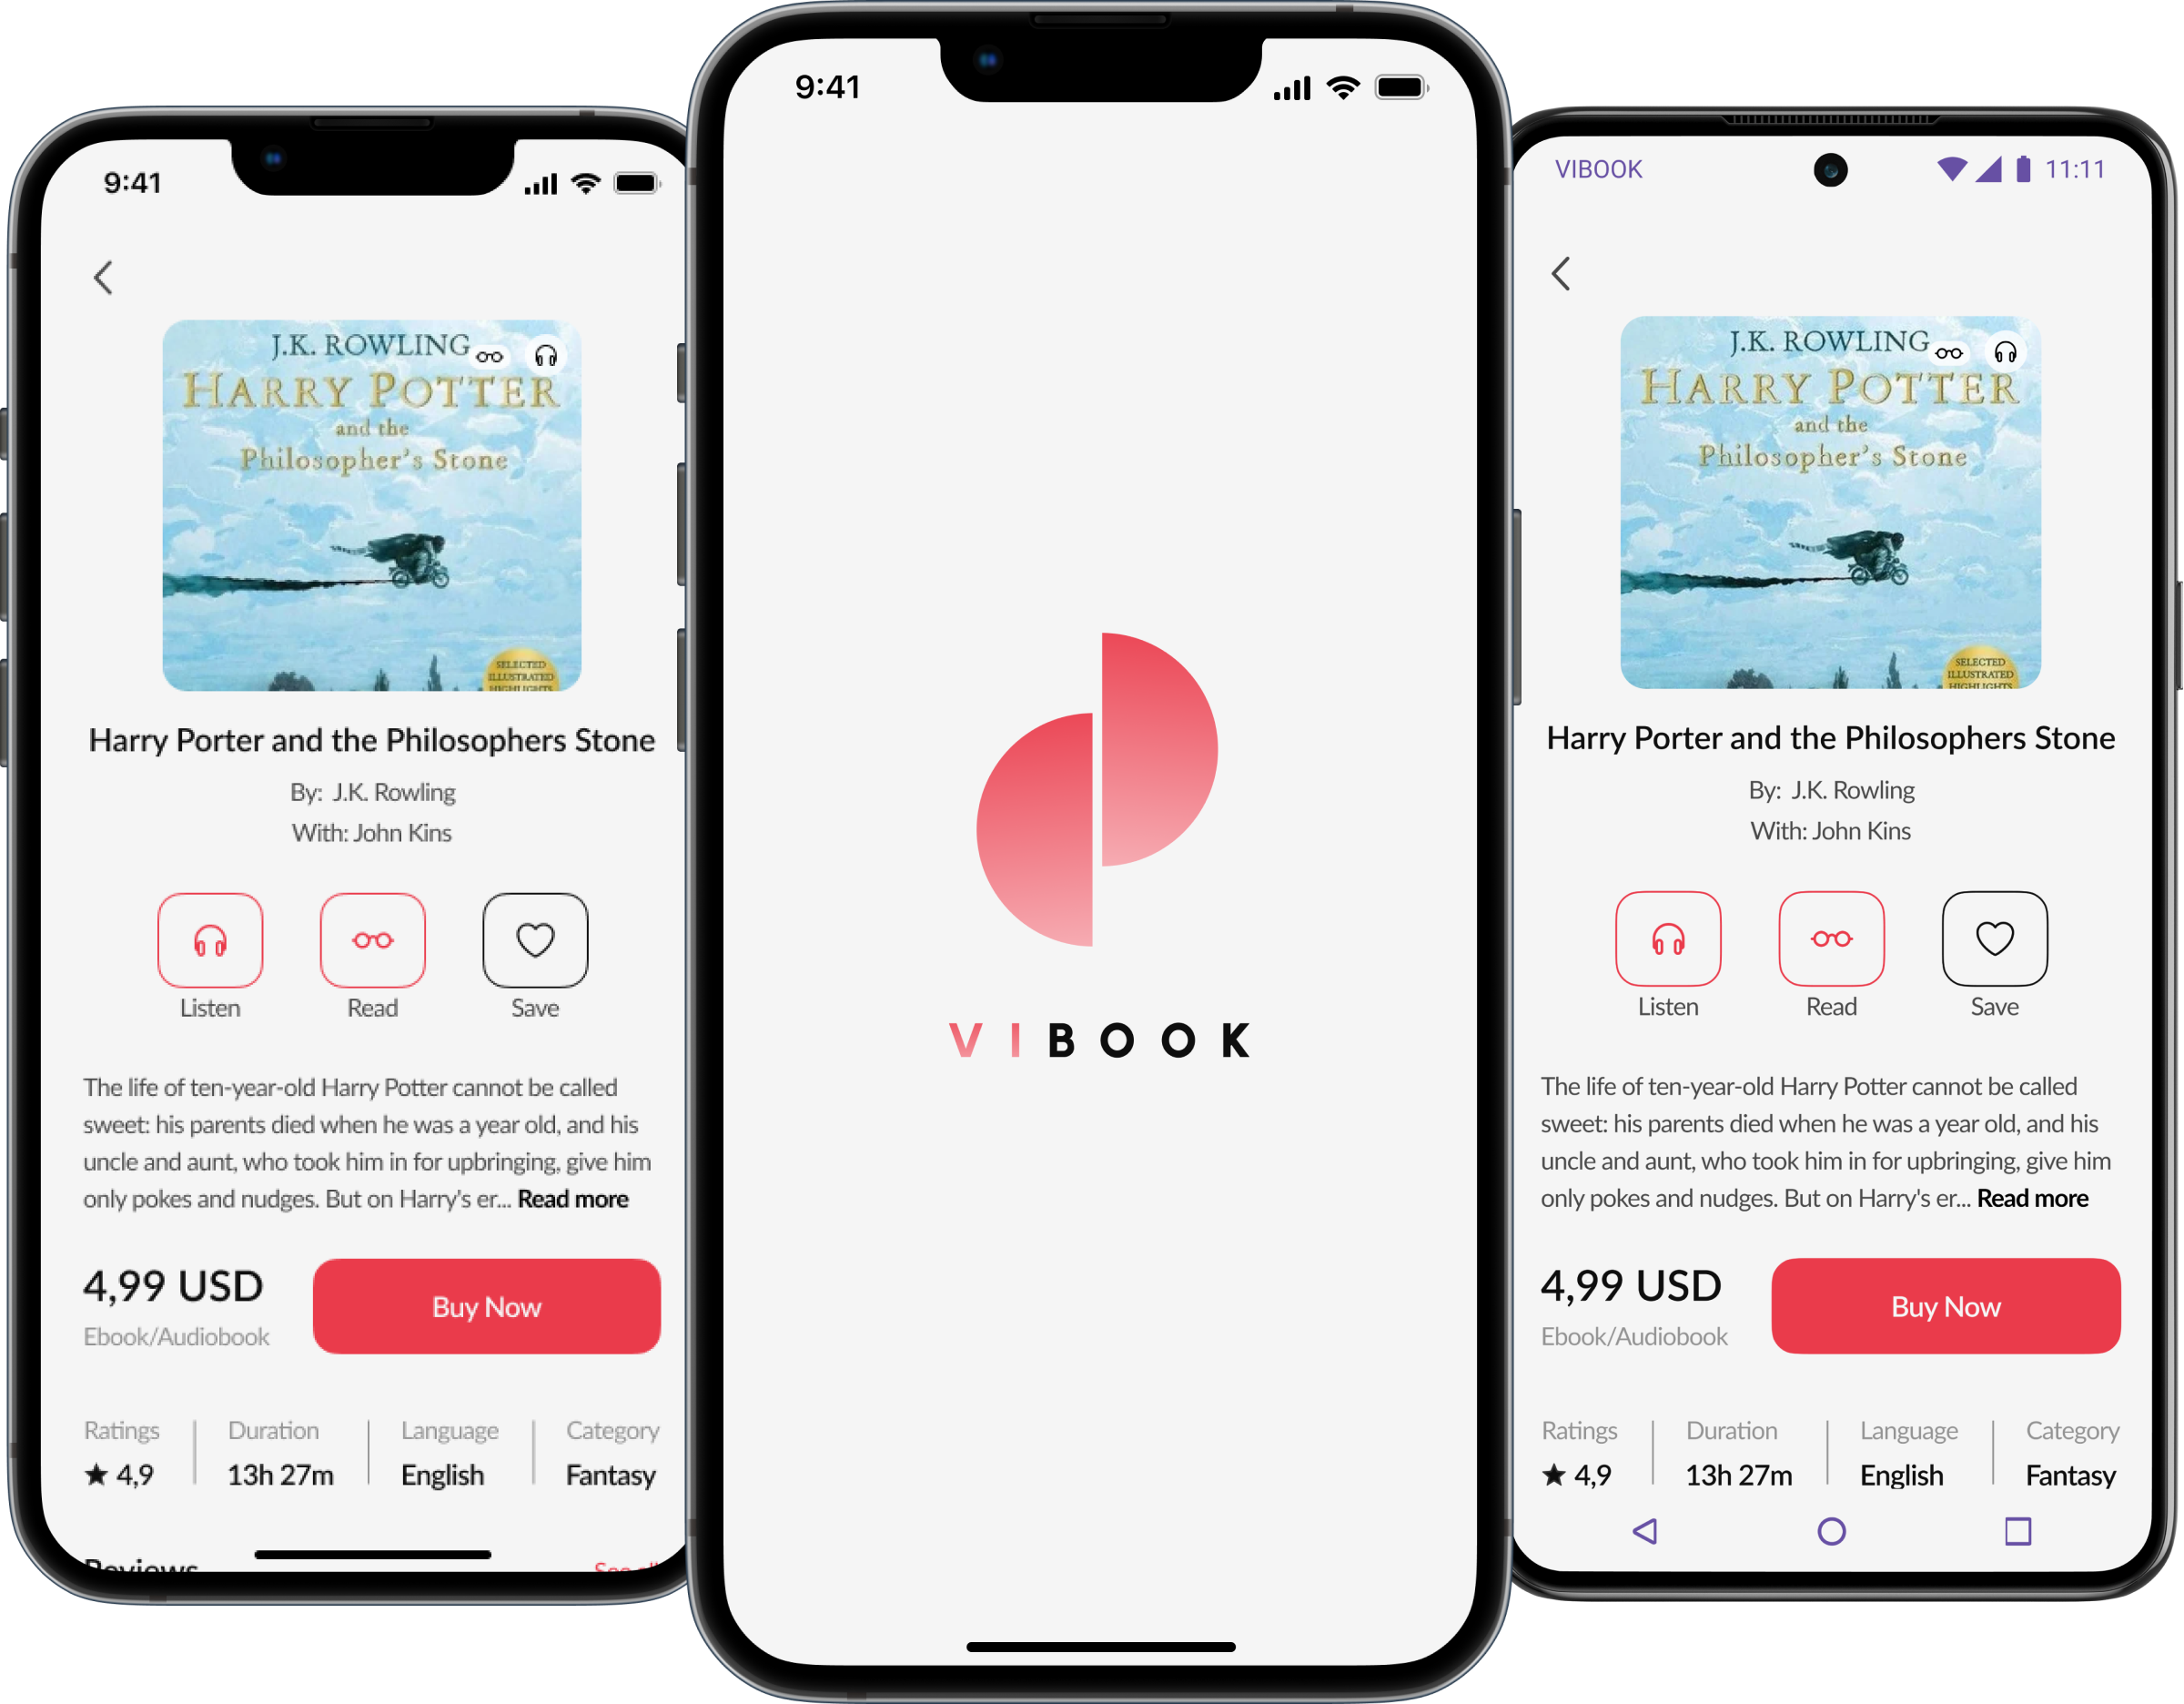 9:41
J.K. ROWLING
HARRY POTTER
and the
Philosopher's Stone
SELECTED
ILLUSTRATED
HIGHLIGHTS
Harry Porter and the Philosophers Stone
By: J.K. Rowling
With: John Kins
Listen Read Save
The life of ten-year-old Harry Potter cannot be called
sweet: his parents died when he was a year old, and his
uncle and aunt, who took him in for upbringing, give him
only pokes and nudges. But on Harry's er... Read more
4,99 USD
Buy Now
Ebook/Audiobook
Ratings Duration Language Category
★ 4,9 13h 27m English Fantasy
Reviews See all
9:41
VIBOOK
VIBOOK 11:11
J.K. ROWLING
HARRY POTTER
and the
Philosopher's Stone
SELECTED
ILLUSTRATED
HIGHLIGHTS
Harry Porter and the Philosophers Stone
By: J.K. Rowling
With: John Kins
Listen Read Save
The life of ten-year-old Harry Potter cannot be called
sweet: his parents died when he was a year old, and his
uncle and aunt, who took him in for upbringing, give him
only pokes and nudges. But on Harry's er... Read more
4,99 USD
Buy Now
Ebook/Audiobook
Ratings Duration Language Category
★ 4,9 13h 27m English Fantasy